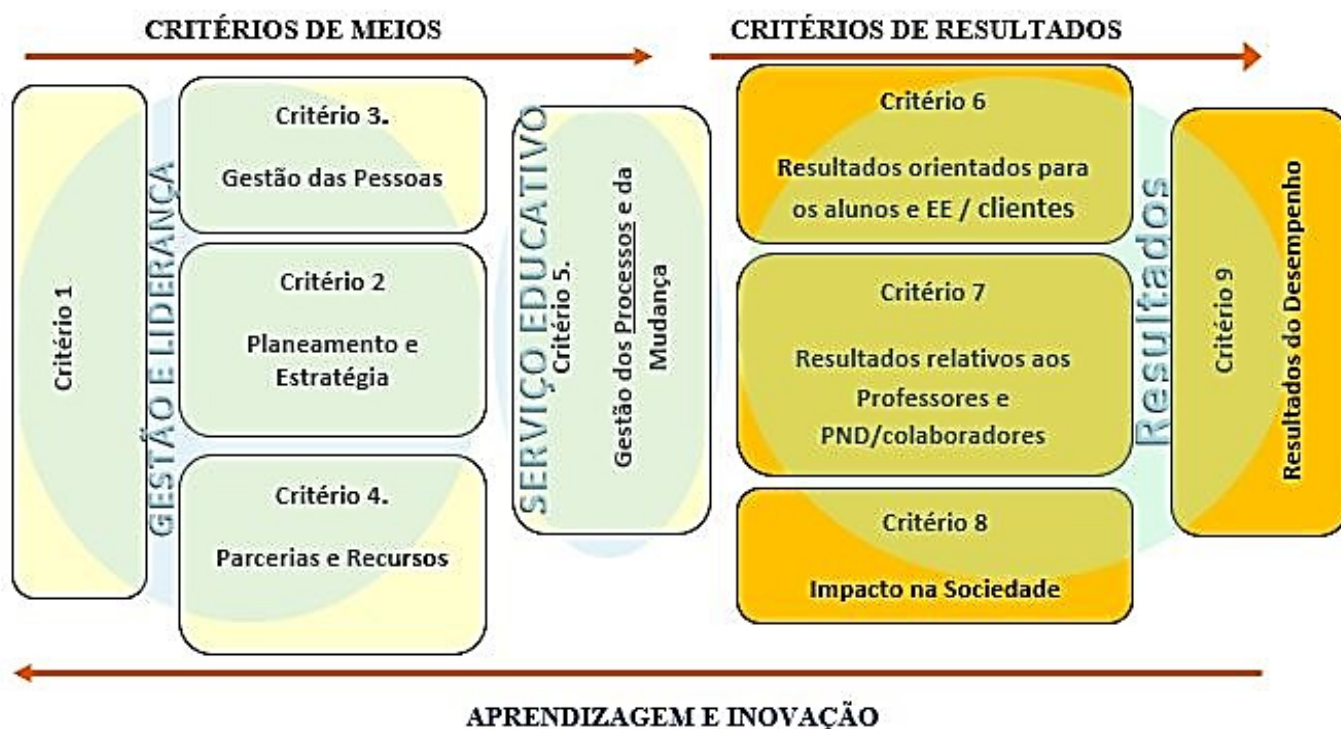 CRITÉRIOS DE MEIOS
CRITÉRIOS DE RESULTADOS
Critério 1
GESTÃO E LIDERANÇA
Critério 3.
Gestão das Pessoas
Critério 2
Planeamento e
Estratégia
Critério 4.
Parcerias e Recursos
SERVIÇO EDUCATIVO
Critério 5.
Gestão dos Processos e da
Mudança
Critério 6
Resultados orientados para
os alunos e EE / clientes
Critério 7
Resultados relativos aos
Professores e
PND/colaboradores
Critério 8
Impacto na Sociedade
Resultados
Critério 9
Resultados do Desempenho
APRENDIZAGEM E INOVAÇÃO